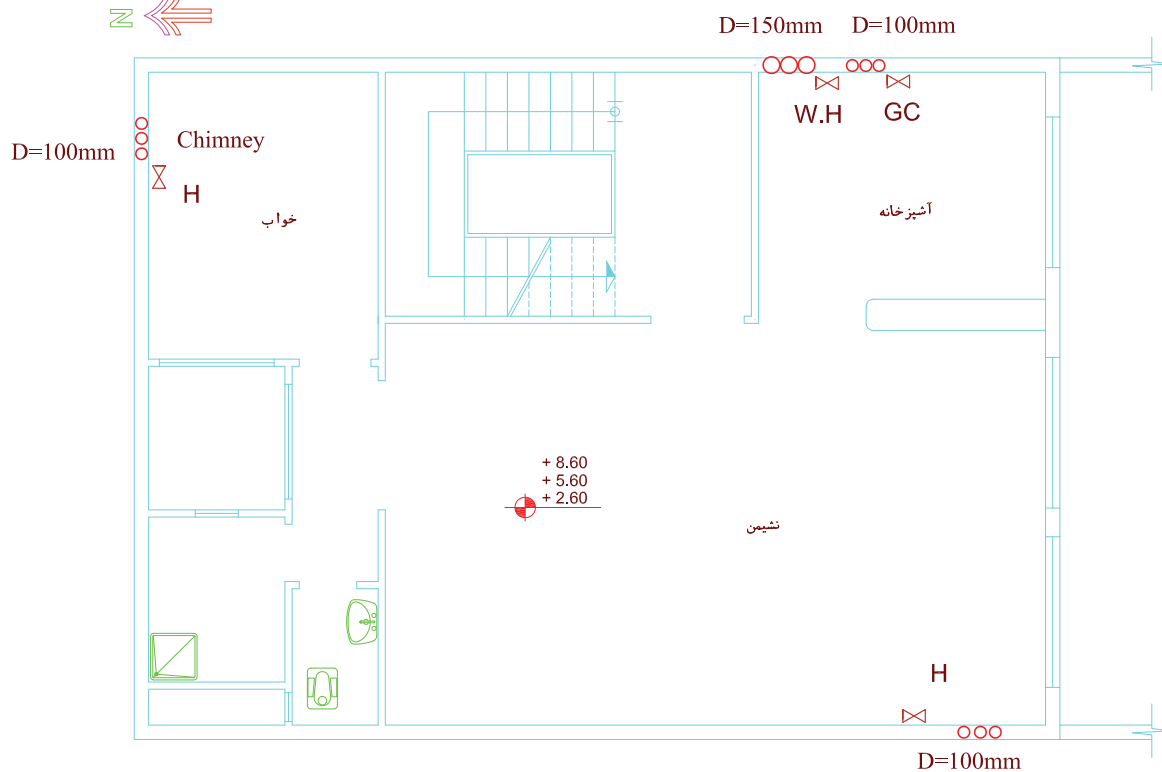 N
D=150mm D=100mm
W.H GC
D=100mm
Chimney
H
خواب
آشپزخانه
+ 8.60
+ 5.60
+ 2.60
نشیمن
H
D=100mm